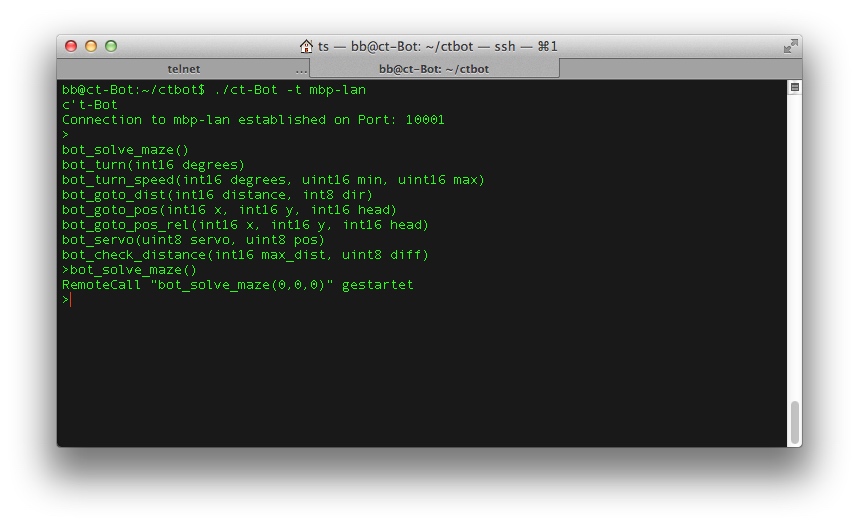 ts — bb@ct-Bot: ~/ctbot — ssh — ⌘1
telnet ... bb@ct-Bot: ~/ctbot
bb@ct-Bot:~/ctbot$ ./ct-Bot -t mbp-lan
c't-Bot
Connection to mbp-lan established on Port: 10001
>
bot_solve_maze()
bot_turn(int16 degrees)
bot_turn_speed(int16 degrees, uint16 min, uint16 max)
bot_goto_dist(int16 distance, int8 dir)
bot_goto_pos(int16 x, int16 y, int16 head)
bot_goto_pos_rel(int16 x, int16 y, int16 head)
bot_servo(uint8 servo, uint8 pos)
bot_check_distance(int16 max_dist, uint8 diff)
>bot_solve_maze()
RemoteCall "bot_solve_maze(0,0,0)" gestartet
>